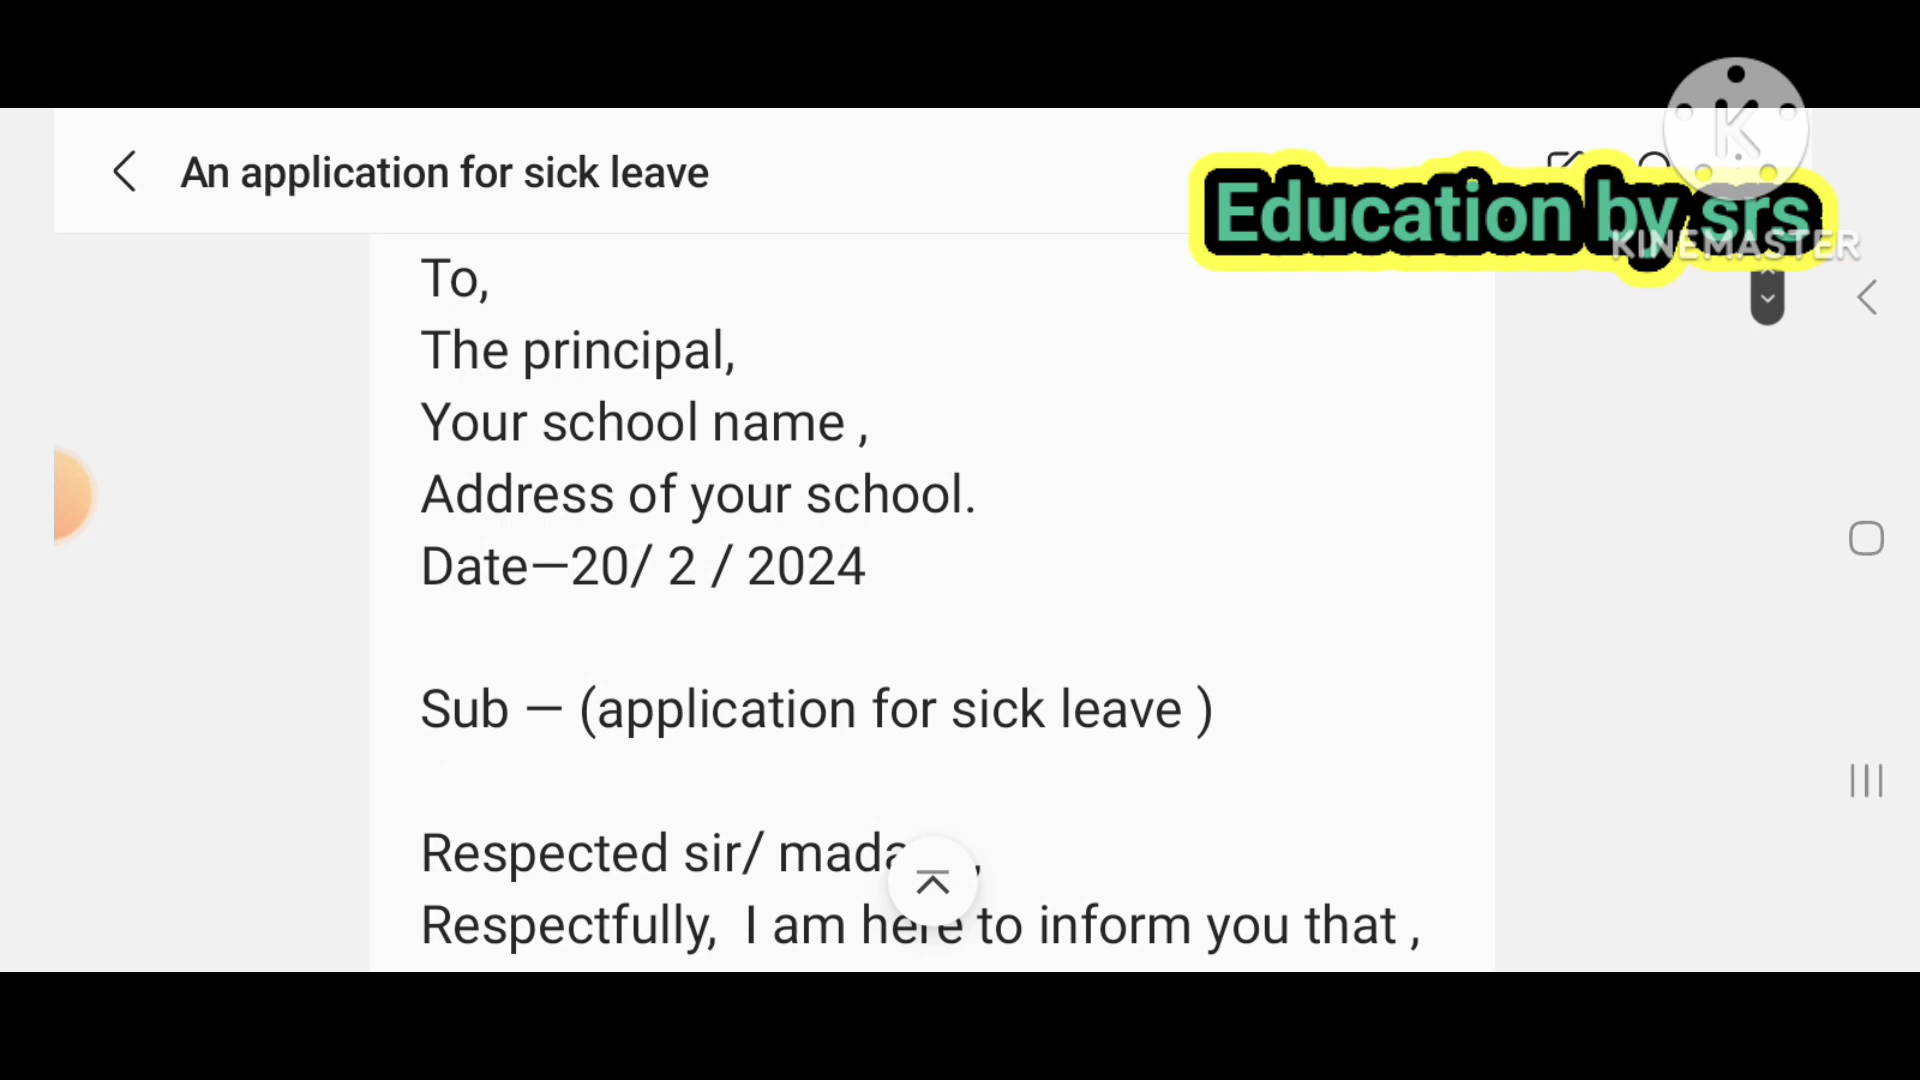 An application for sick leave
Education by srs
KINEMASTER
To,
The principal,
Your school name ,
Address of your school.
Date—20/ 2 / 2024
Sub — (application for sick leave )
Respected sir/
Respectfully, I am here to inform you that ,